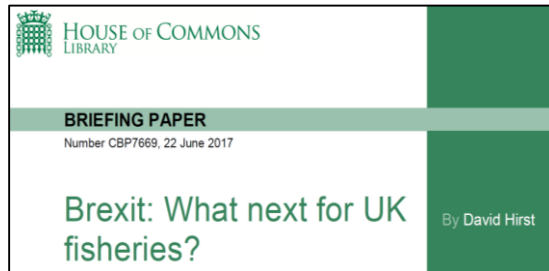 HOUSE OF COMMONS
LIBRARY
BRIEFING PAPER
Number CBP7669, 22 June 2017
Brexit: What next for UK
fisheries?
By David Hirst